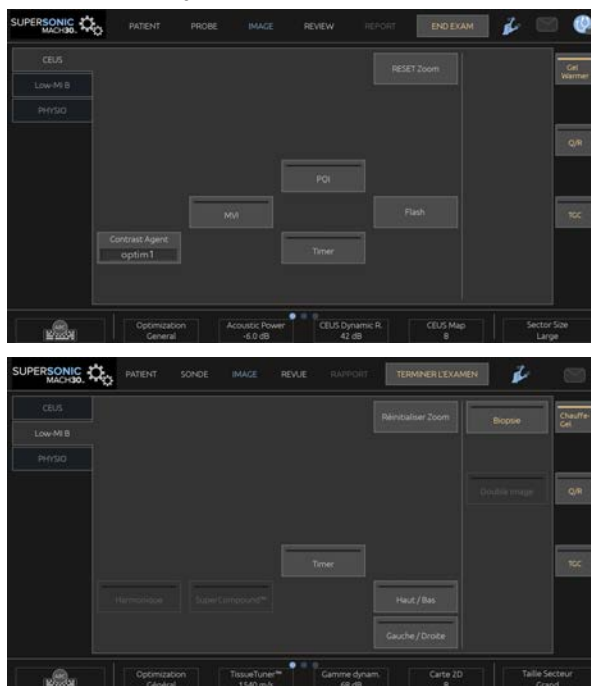 SUPERSONIC MACH30. PATIENT PROBE IMAGE REVIEW REPORT END EXAM
CEUS
RESET Zoom
Gel Warmer
Low-MI B
PHYSIO
Q/R
PQI
MVI
Flash
TGC
Contrast Agent
optim1
Timer
Optimization
General
Acoustic Power
-6.0 dB
CEUS Dynamic R.
42 dB
CEUS Map
8
Sector Size
Large
SUPERSONIC MACH30. PATIENT SONDE IMAGE REVUE RAPPORT TERMINER L'EXAMEN
CEUS
Réinitialiser Zoom
Biopsie
Chauffe-Gel
Low-MI B
PHYSIO
Double image
Q/R
Timer
TGC
Harmonique
SuperCompound™
Haut / Bas
Gauche / Droite
Optimization
Général
TissueTuner™
1540 m/s
Gamme dynam.
68 dB
Carte 2D
8
Taille Secteur
Grand